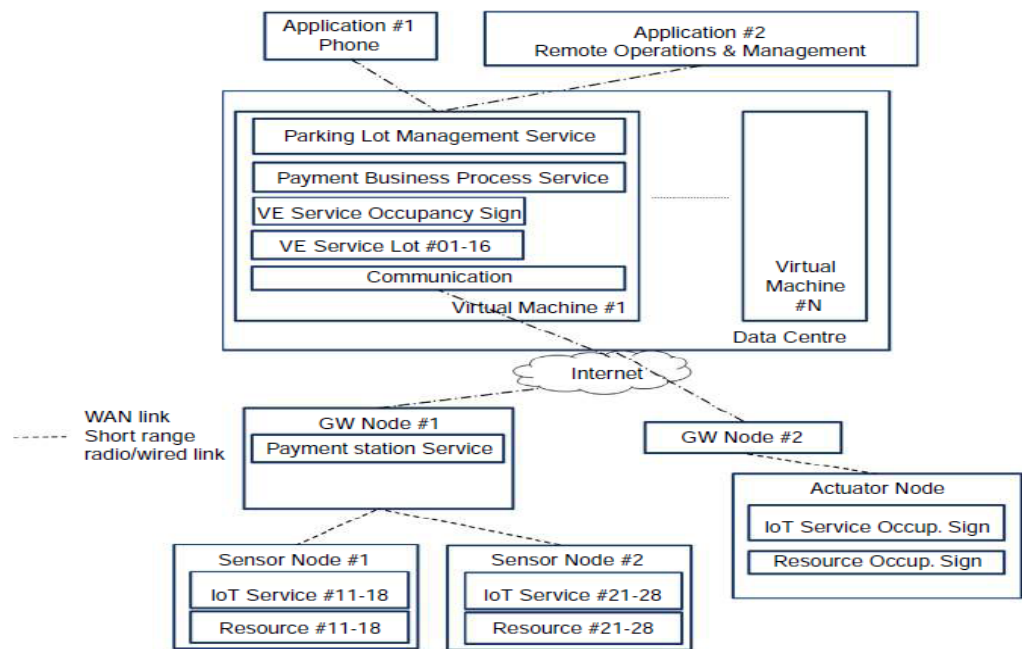 Application #1
Phone
Application #2
Remote Operations & Management
Parking Lot Management Service
Payment Business Process Service
VE Service Occupancy Sign
VE Service Lot #01-16
Communication
Virtual Machine #1
Virtual
Machine
#N
Data Centre
Internet
WAN link
Short range
radio/wired link
GW Node #1
Payment station Service
GW Node #2
Actuator Node
IoT Service Occup. Sign
Resource Occup. Sign
Sensor Node #1
IoT Service #11-18
Resource #11-18
Sensor Node #2
IoT Service #21-28
Resource #21-28